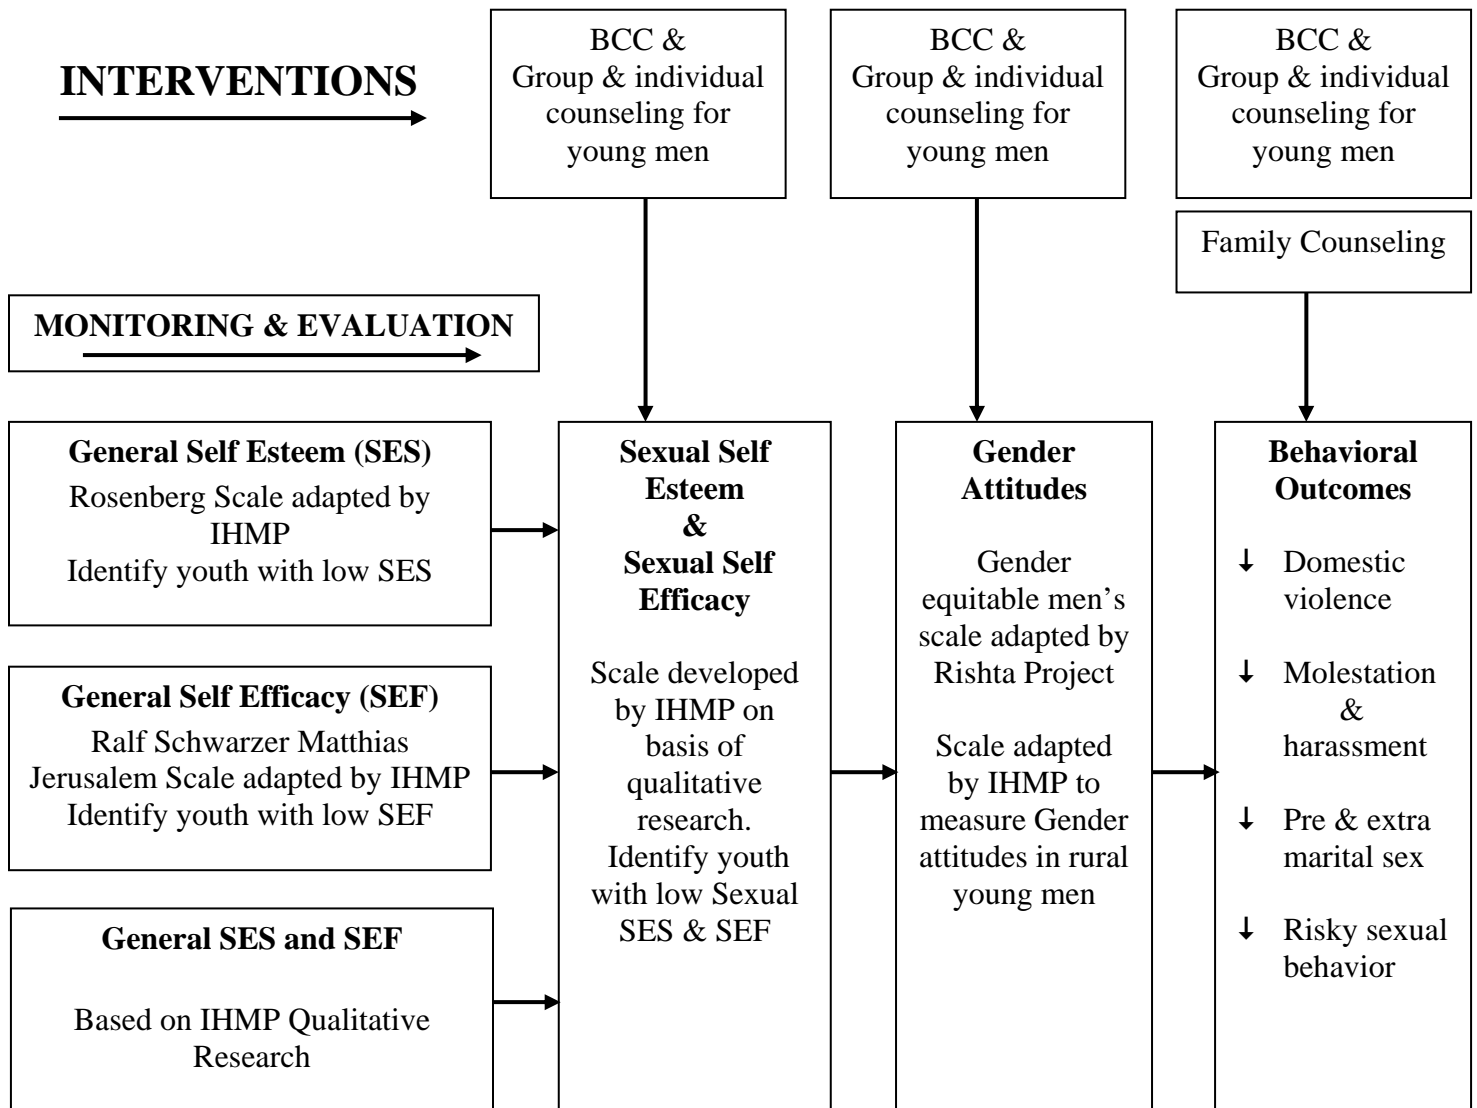 INTERVENTIONS
BCC &
Group & individual
counseling for
young men
BCC &
Group & individual
counseling for
young men
BCC &
Group & individual
counseling for
young men
Family Counseling
MONITORING & EVALUATION
General Self Esteem (SES)
Rosenberg Scale adapted by
IHMP
Identify youth with low SES
General Self Efficacy (SEF)
Ralf Schwarzer Matthias
Jerusalem Scale adapted by IHMP
Identify youth with low SEF
General SES and SEF
Based on IHMP Qualitative
Research
Sexual Self
Esteem
&
Sexual Self
Efficacy
Scale developed
by IHMP on
basis of
qualitative
research.
Identify youth
with low Sexual
SES & SEF
Gender
Attitudes
Gender
equitable men’s
scale adapted by
Rishta Project
Scale adapted
by IHMP to
measure Gender
attitudes in rural
young men
Behavioral
Outcomes
↓ Domestic
violence
↓ Molestation
&
harassment
↓ Pre & extra
marital sex
↓ Risky sexual
behavior